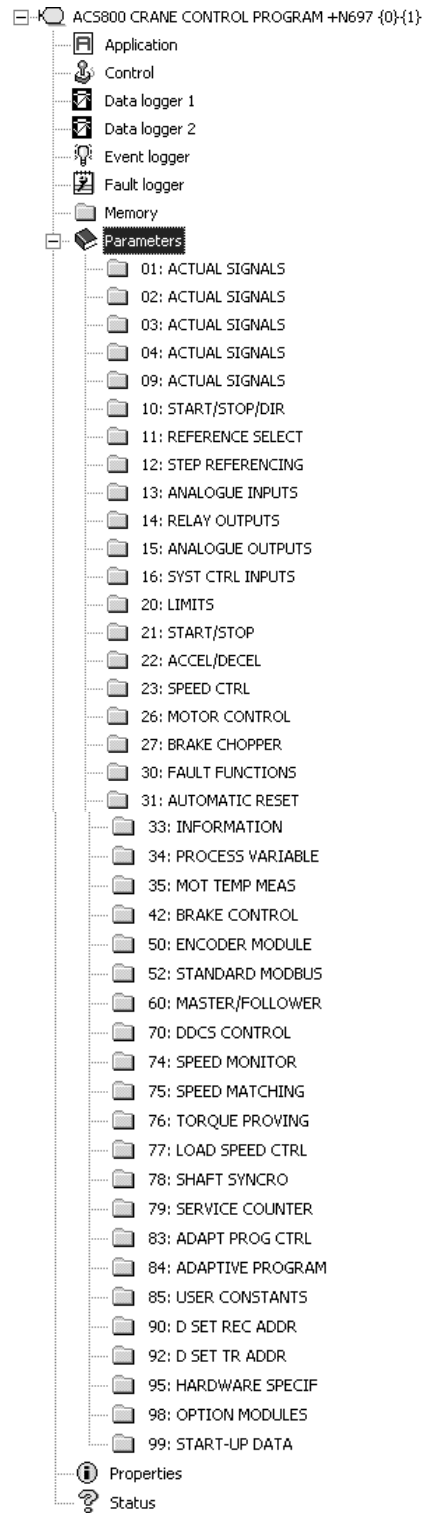 ACS800 CRANE CONTROL PROGRAM +N697 {0}{1}
Application
Control
Data logger 1
Data logger 2
Event logger
Fault logger
Memory
Parameters
01: ACTUAL SIGNALS
02: ACTUAL SIGNALS
03: ACTUAL SIGNALS
04: ACTUAL SIGNALS
09: ACTUAL SIGNALS
10: START/STOP/DIR
11: REFERENCE SELECT
12: STEP REFERENCING
13: ANALOGUE INPUTS
14: RELAY OUTPUTS
15: ANALOGUE OUTPUTS
16: SYST CTRL INPUTS
20: LIMITS
21: START/STOP
22: ACCEL/DECEL
23: SPEED CTRL
26: MOTOR CONTROL
27: BRAKE CHOPPER
30: FAULT FUNCTIONS
31: AUTOMATIC RESET
33: INFORMATION
34: PROCESS VARIABLE
35: MOT TEMP MEAS
42: BRAKE CONTROL
50: ENCODER MODULE
52: STANDARD MODBUS
60: MASTER/FOLLOWER
70: DDCS CONTROL
74: SPEED MONITOR
75: SPEED MATCHING
76: TORQUE PROVING
77: LOAD SPEED CTRL
78: SHAFT SYNCRO
79: SERVICE COUNTER
83: ADAPT PROG CTRL
84: ADAPTIVE PROGRAM
85: USER CONSTANTS
90: D SET REC ADDR
92: D SET TR ADDR
95: HARDWARE SPECIF
98: OPTION MODULES
99: START-UP DATA
Properties
Status